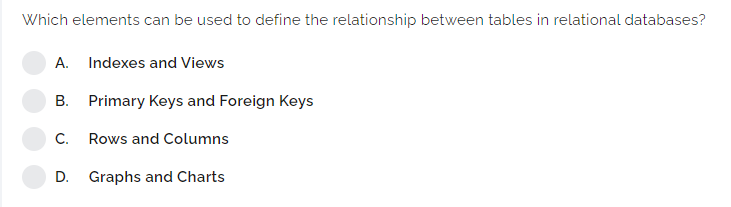 Which elements can be used to define the relationship between tables in relational databases?
A. Indexes and Views
B. Primary Keys and Foreign Keys
C. Rows and Columns
D. Graphs and Charts